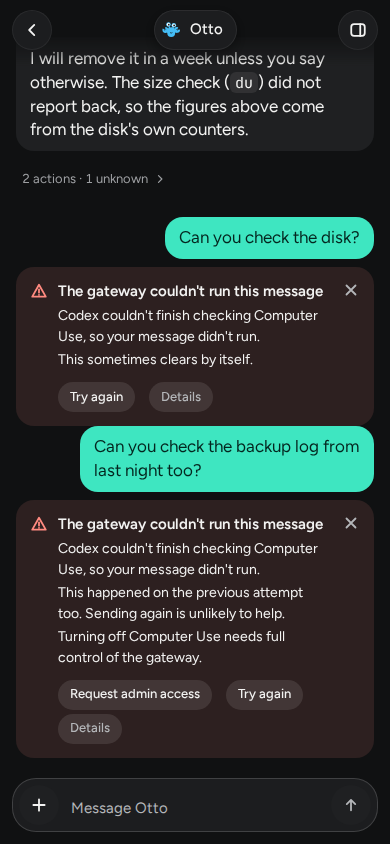 Otto
I will remove it in a week unless you say
otherwise. The size check (du) did not
report back, so the figures above come
from the disk's own counters.
2 actions · 1 unknown
Can you check the disk?
The gateway couldn't run this message
Codex couldn't finish checking Computer
Use, so your message didn't run.
This sometimes clears by itself.
Try again
Details
Can you check the backup log from
last night too?
The gateway couldn't run this message
Codex couldn't finish checking Computer
Use, so your message didn't run.
This happened on the previous attempt
too. Sending again is unlikely to help.
Turning off Computer Use needs full
control of the gateway.
Request admin access
Try again
Details
Message Otto